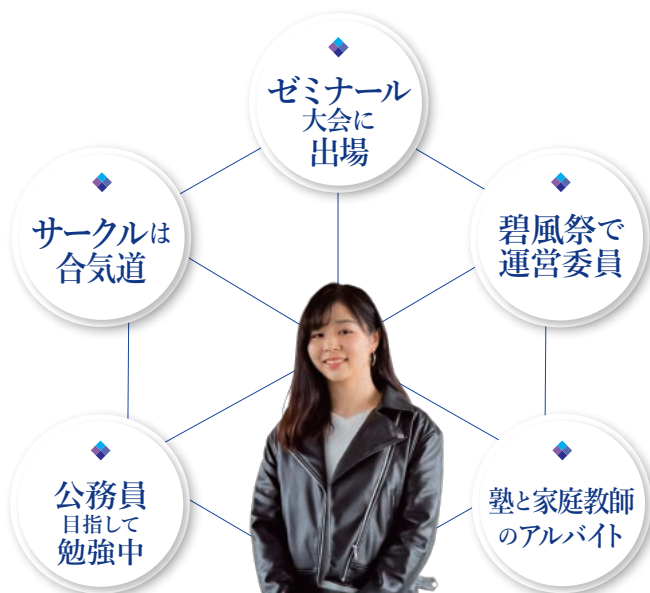 ゼミナール
大会に
出場
サークルは
合気道
碧風祭で
運営委員
公務員
目指して
勉強中
塾と家庭教師
のアルバイト